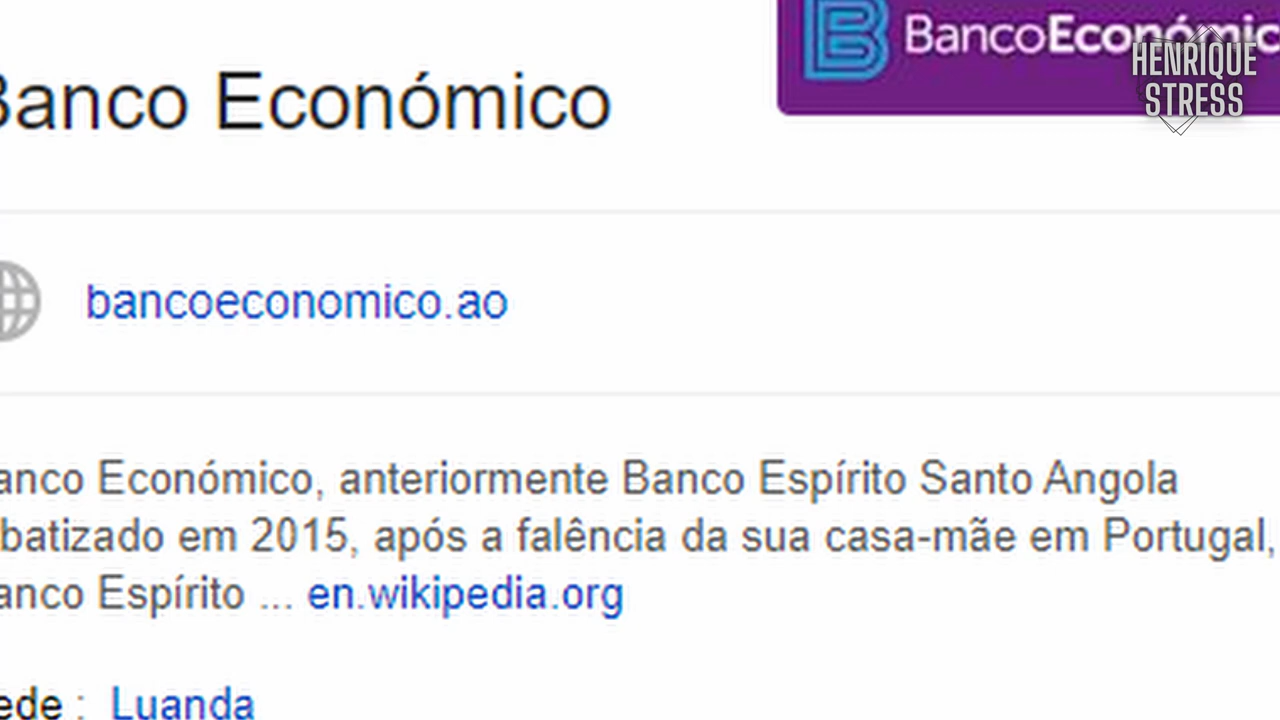 BancoEconómic
HENRIQUE
STRESS
Banco Económico
bancoeconomico.ao
anco Económico, anteriormente Banco Espírito Santo Angola
batizado em 2015, após a falência da sua casa-mãe em Portugal,
anco Espírito ... en.wikipedia.org
ede : Luanda